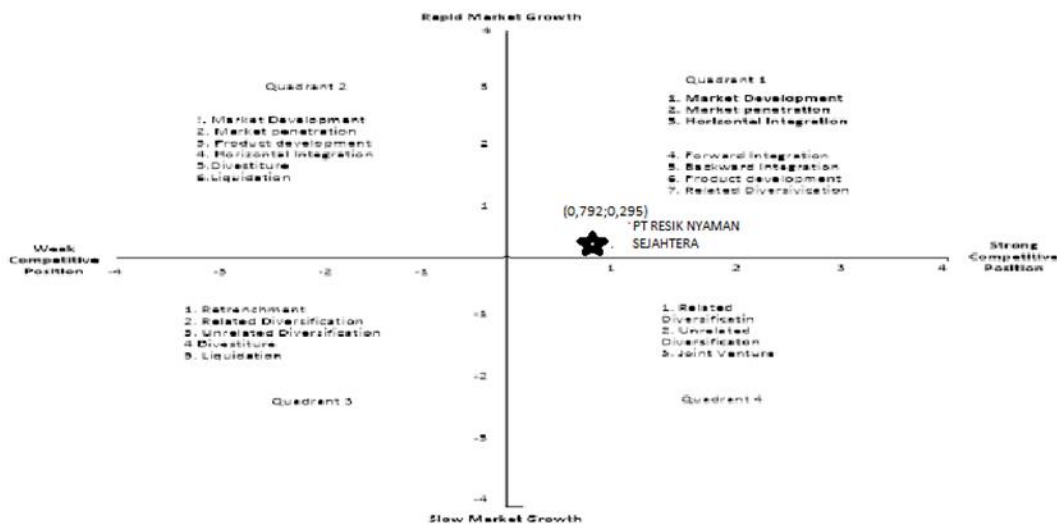 Rapid Market Growth
4
Quadrant 2
1. Market Development
2. Market penetration
3. Product development
4. Horizontal Integration
5.Divestiture
6.Liquidation
3
2
1
Quadrant 1
1. Market Development
2. Market penetration
3. Horizontal Integration
4. Forward Integration
5. Backward Integration
6. Product development
7. Related Diversivication
(0,792;0,295)
PT RESIK NYAMAN
SEJAHTERA
Weak
Competitive
Position
-4 -3 -2 -1 1 2 3 4
Strong
Competitive
Position
1. Retrenchment
2. Related Diversification
3. Unrelated Diversification
4 Divestiture
5. Liquidation
Quadrant 3
-1
-2
-3
-4
1. Related
Diversificatin
2. Unrelated
Diversificaton
3. Joint Venture
Quadrant 4
Slow Market Growth